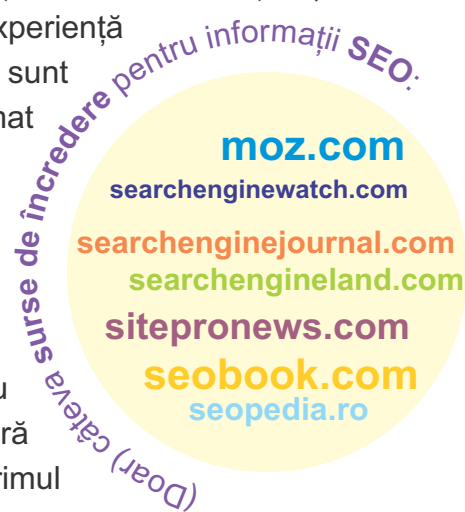 xperiență
sunt
nat
u
ră
rimul
(Doar) câteva surse de încredere pentru informații SEO:
moz.com
searchenginewatch.com
searchenginejournal.com
searchengineland.com
sitepronews.com
seobook.com
seopedia.ro